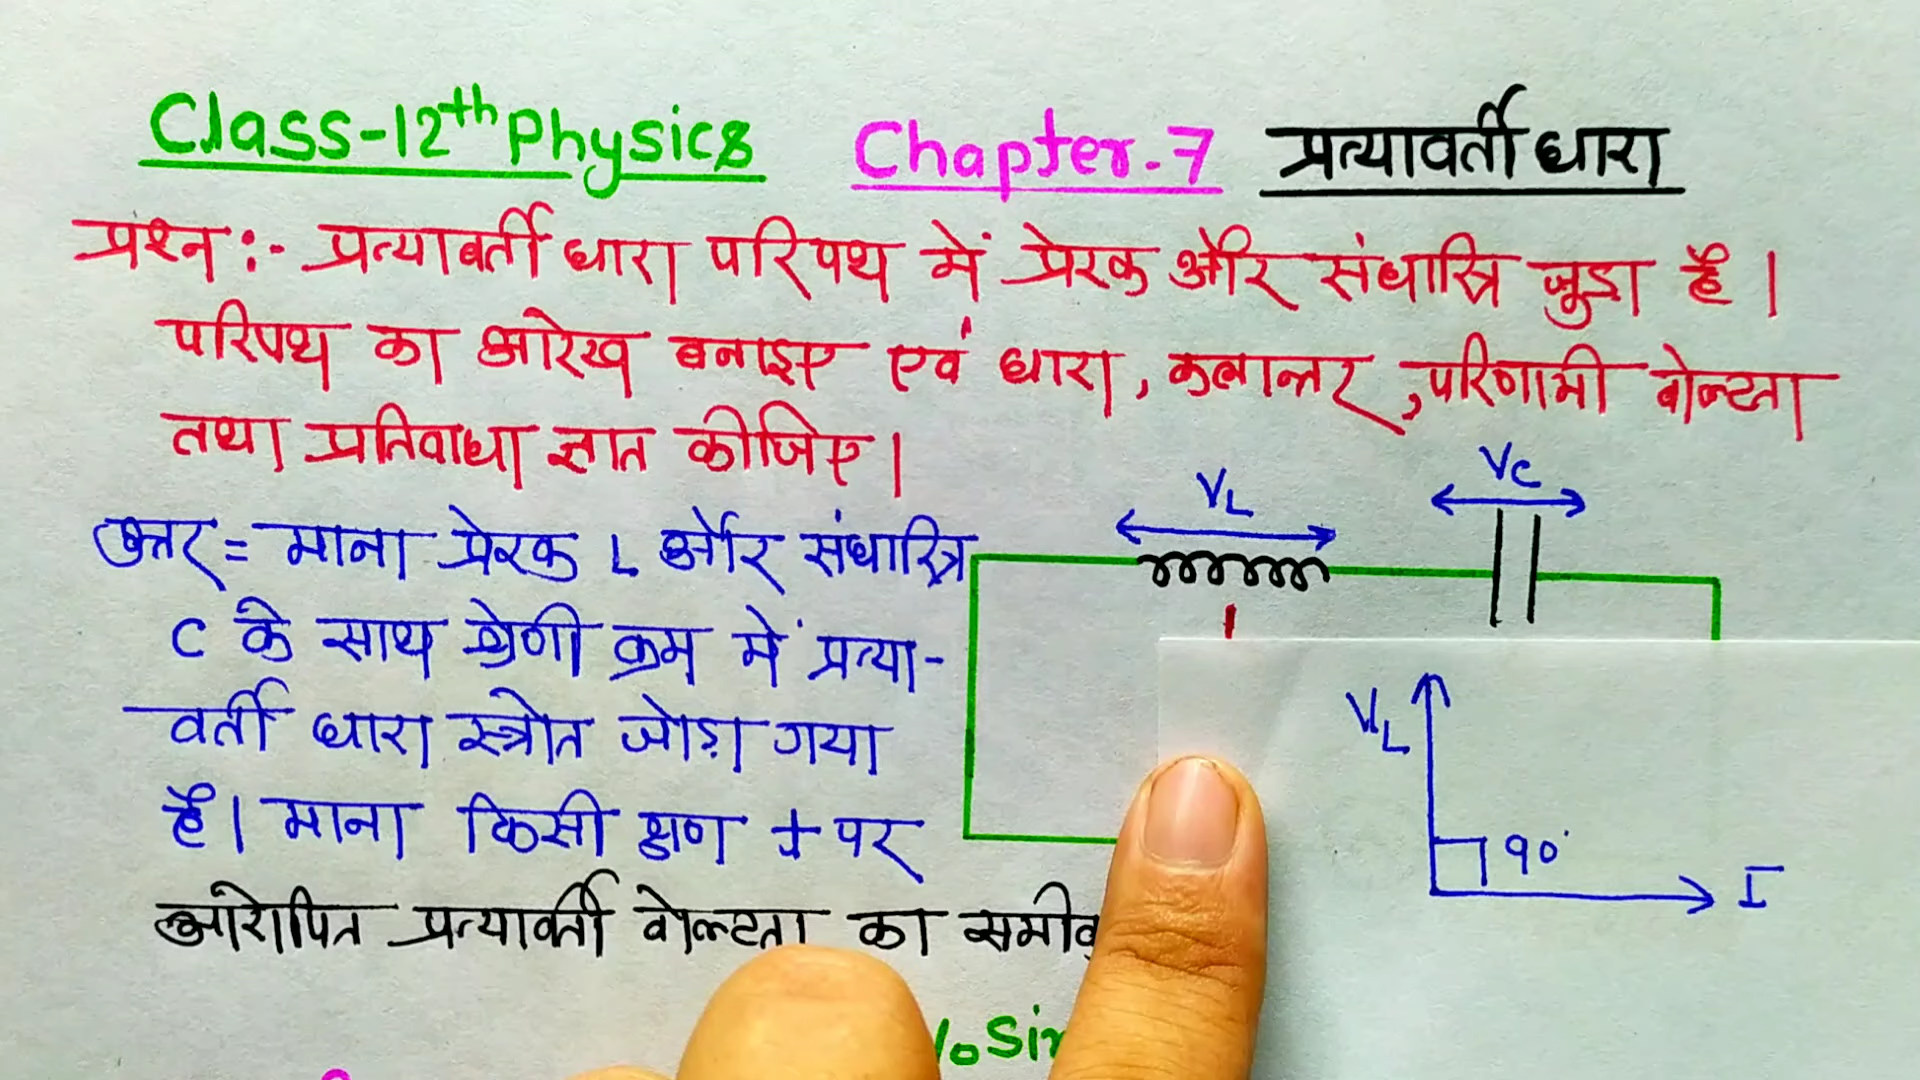 Class-12th Physics Chapter-7 प्रत्यावर्ती धारा
प्रश्न:- प्रत्यावर्ती धारा परिपथ में प्रेरक और संधारित्र जुड़ा है।
परिपथ का आरेख बनाइए एवं धारा, कलान्तर, परिणामी वोल्टता
तथा प्रतिबाधा ज्ञात कीजिए।
VL
VC
उत्तर = माना प्रेरक L और संधारित्र
C के साथ श्रेणी क्रम में प्रत्या-
वर्ती धारा स्त्रोत जोड़ा गया
है। माना किसी क्षण t पर
VL
90°
I
आरोपित प्रत्यावर्ती वोल्टता का